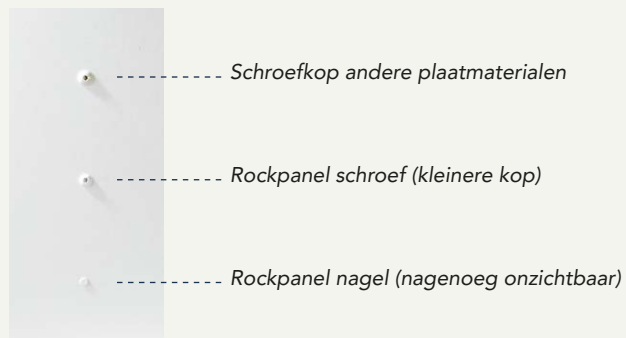 Schroefkop andere plaatmaterialen
Rockpanel schroef (kleinere kop)
Rockpanel nagel (nagenoeg onzichtbaar)